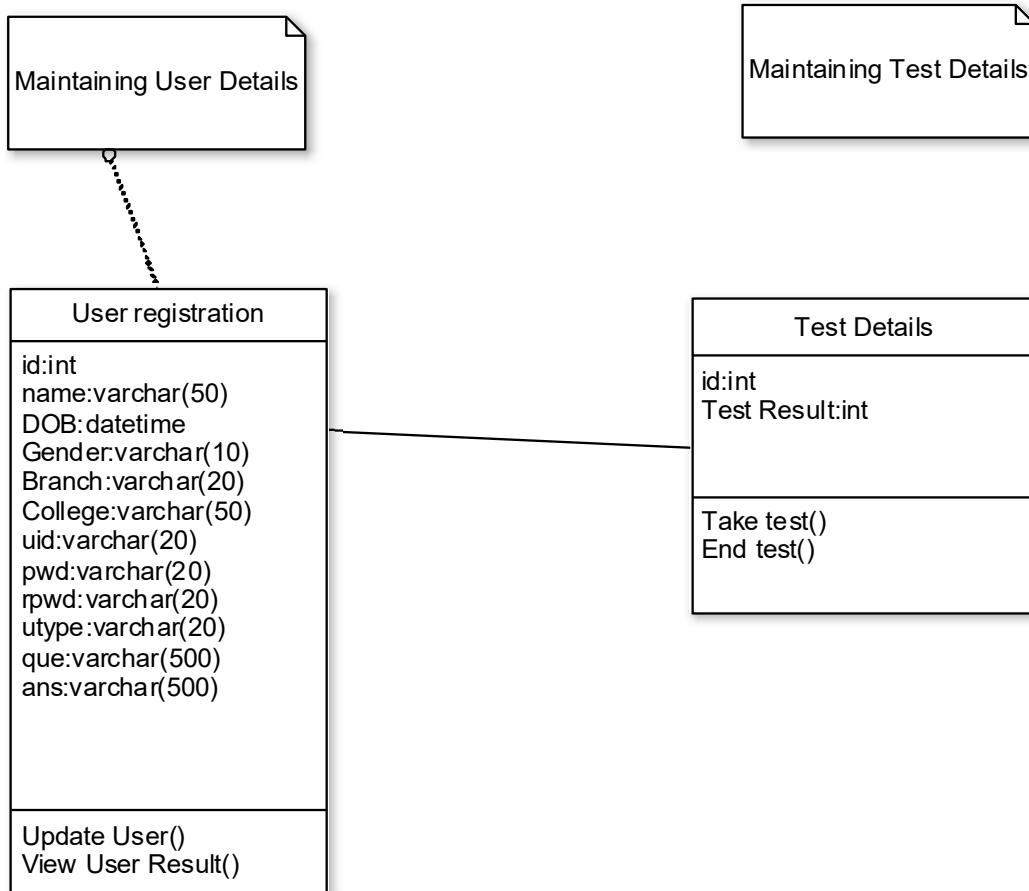 Maintaining User Details
Maintaining Test Details
User registration
id:int
name:varchar(50)
DOB:datetime
Gender:varchar(10)
Branch:varchar(20)
College:varchar(50)
uid:varchar(20)
pwd:varchar(20)
rpwd:varchar(20)
utype:varchar(20)
que:varchar(500)
ans:varchar(500)
Update User()
View User Result()
Test Details
id:int
Test Result:int
Take test()
End test()